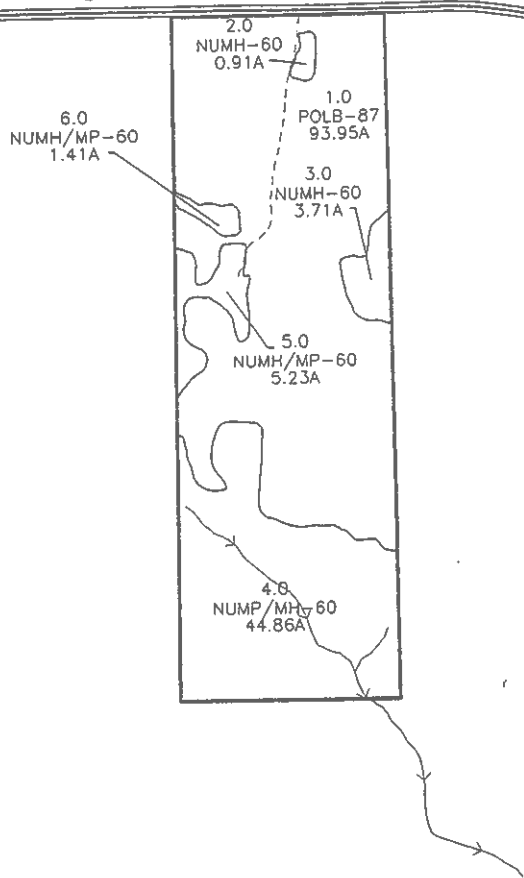 2.0
NUMH-60
0.91A
1.0
POLB-87
93.95A
6.0
NUMH/MP-60
1.41A
3.0
NUMH-60
3.71A
5.0
NUMH/MP-60
5.23A
4.0
NUMP/MH-60
44.86A